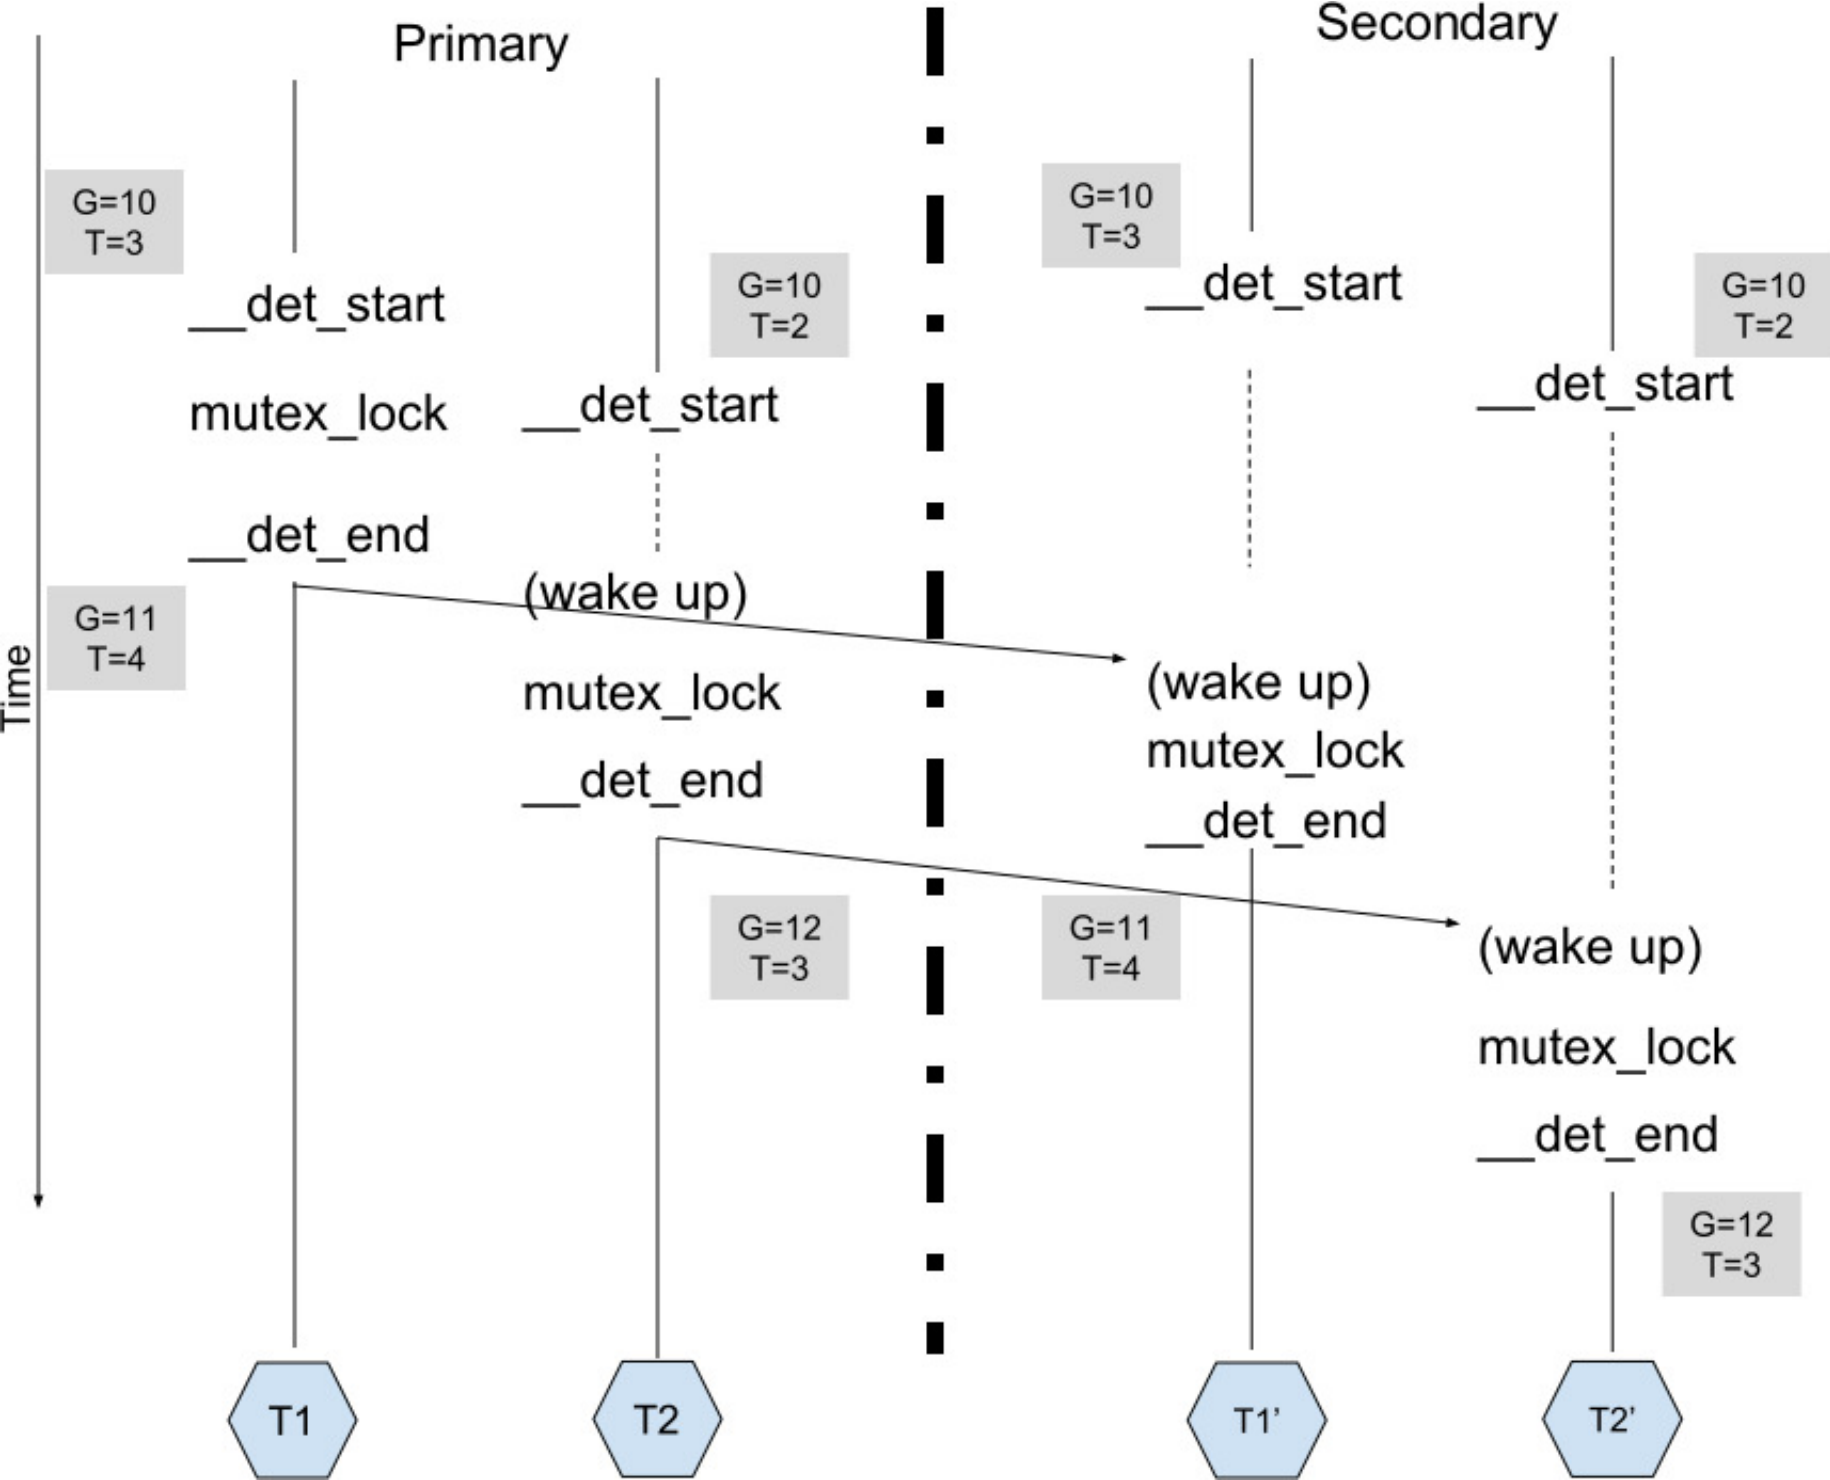 Primary
Secondary
G=10
T=3
__det_start
mutex_lock
__det_end
G=11
T=4
Time
G=10
T=2
__det_start
(wake up)
mutex_lock
__det_end
G=12
T=3
G=10
T=3
__det_start
(wake up)
mutex_lock
__det_end
G=11
T=4
G=10
T=2
__det_start
(wake up)
mutex_lock
__det_end
G=12
T=3
T1
T2
T1’
T2’